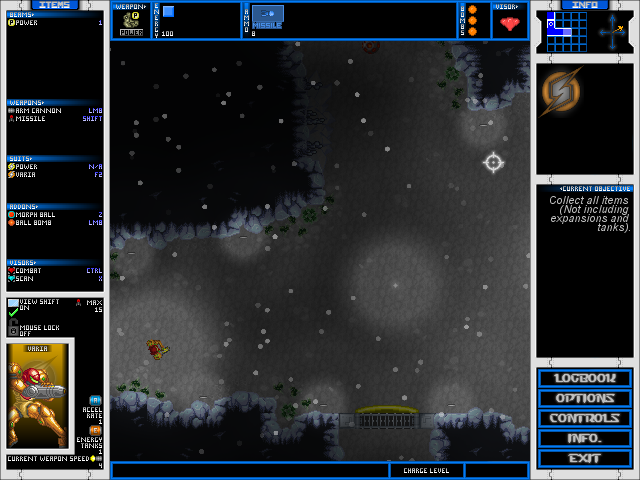 ITEMS
BEAMS
POWER 1
WEAPONS
ARM CANNON LMB
MISSILE SHIFT
SUITS
POWER N/A
VARIA F2
ADDONS
MORPH BALL Z
BALL BOMB LMB
VISORS
COMBAT CTRL
SCAN X
VIEW SHIFT
ON
MAX
15
MOUSE LOCK
OFF
VARIA
ACCEL
RATE
1
ENERGY
TANKS
1
CURRENT WEAPON SPEED
4
WEAPON
POWER
ENERGY
100
AMMO
MISSILE
8
BOMBS
VISOR
CHARGE LEVEL
INFO
CURRENT OBJECTIVE
Collect all items
(Not including
expansions and
tanks).
LOGBOOK
OPTIONS
CONTROLS
INFO.
EXIT